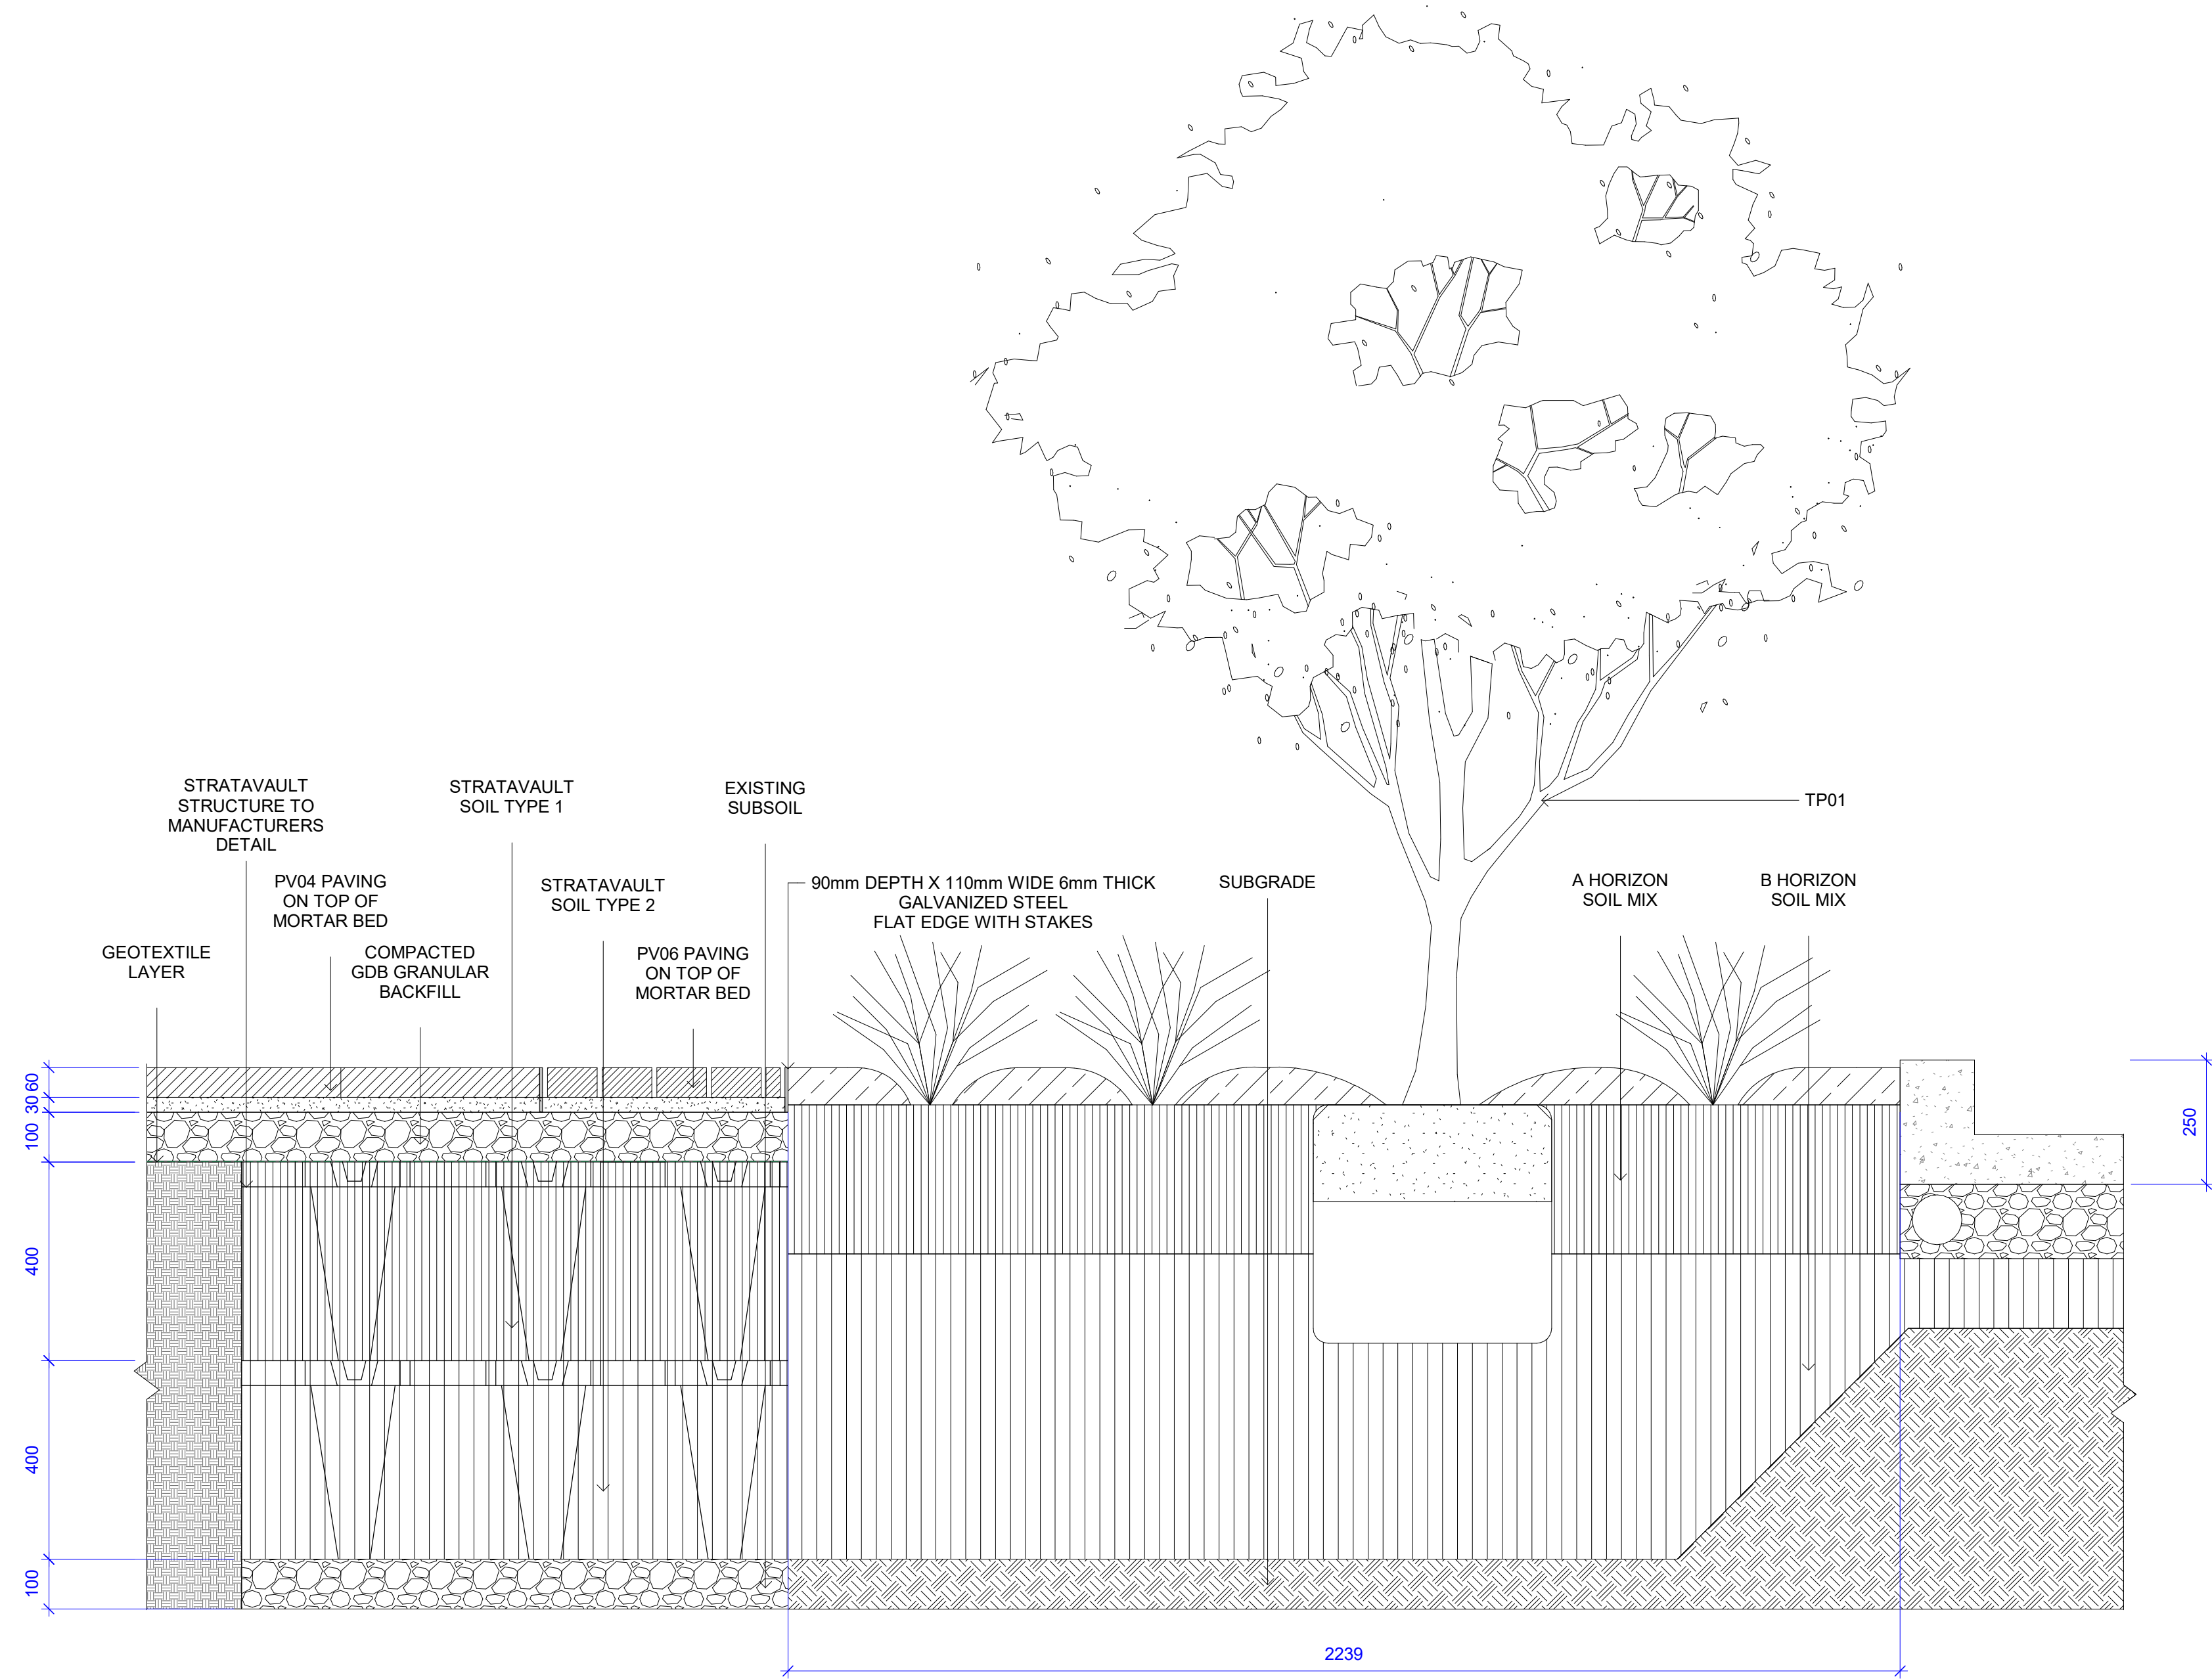 STRATAVAULT
STRUCTURE TO
MANUFACTURERS
DETAIL
STRATAVAULT
SOIL TYPE 1
EXISTING
SUBSOIL
TP01
PV04 PAVING
ON TOP OF
MORTAR BED
STRATAVAULT
SOIL TYPE 2
90mm DEPTH X 110mm WIDE 6mm THICK
GALVANIZED STEEL
FLAT EDGE WITH STAKES
SUBGRADE
A HORIZON
SOIL MIX
B HORIZON
SOIL MIX
GEOTEXTILE
LAYER
COMPACTED
GDB GRANULAR
BACKFILL
PV06 PAVING
ON TOP OF
MORTAR BED
60
30
100
400
400
100
250
2239